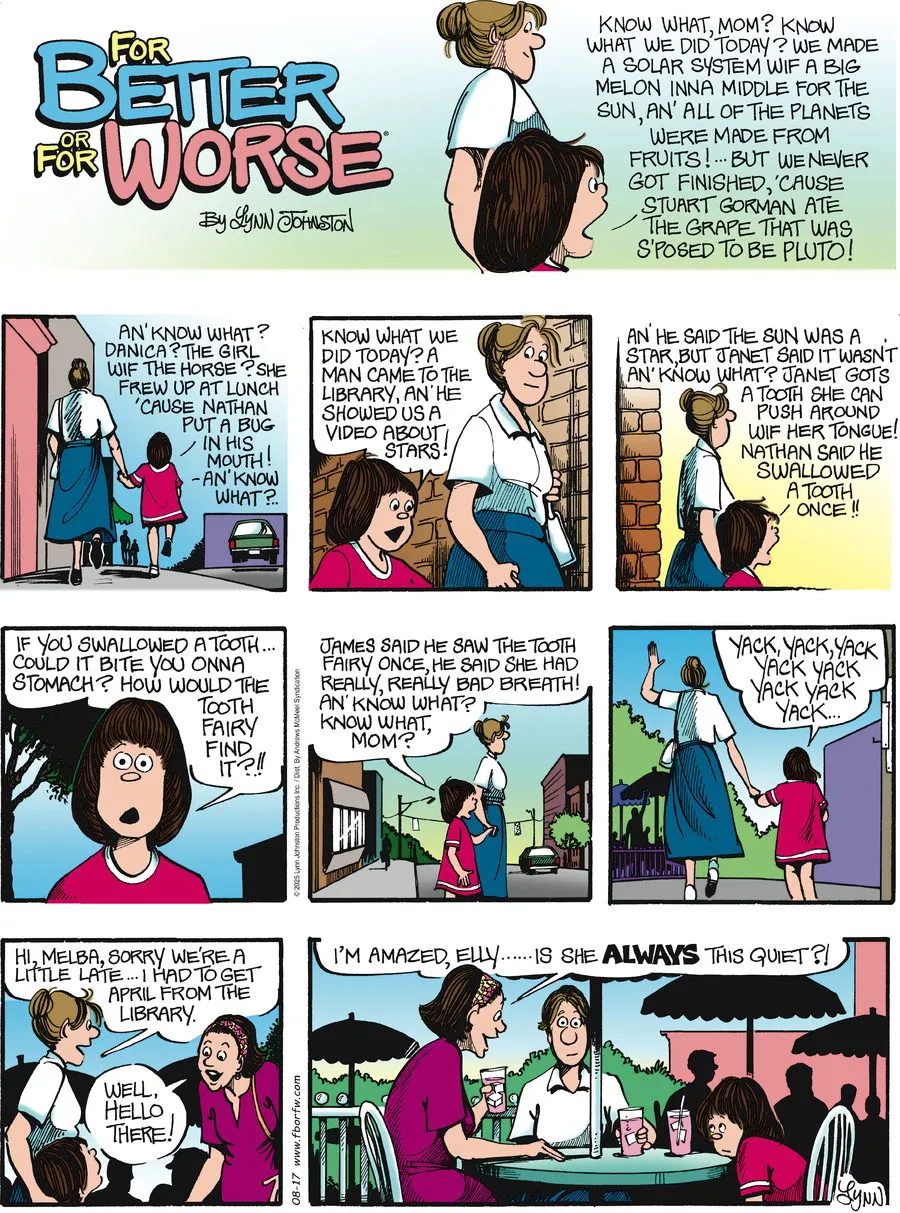 FOR
BETTER
OR
FOR
WORSE®
BY LYNN JOHNSTON
KNOW WHAT, MOM? KNOW
WHAT WE DID TODAY? WE MADE
A SOLAR SYSTEM WIF A BIG
MELON INNA MIDDLE FOR THE
SUN, AN' ALL OF THE PLANETS
WERE MADE FROM
FRUITS!... BUT WE NEVER
GOT FINISHED, 'CAUSE
STUART GORMAN ATE
THE GRAPE THAT WAS
S'POSED TO BE PLUTO!
AN' KNOW WHAT?
DANICA? THE GIRL
WIF THE HORSE? SHE
FREW UP AT LUNCH
'CAUSE NATHAN
PUT A BUG
IN HIS
MOUTH!
-AN' KNOW
WHAT?..
KNOW WHAT WE
DID TODAY? A
MAN CAME TO THE
LIBRARY, AN' HE
SHOWED US A
VIDEO ABOUT
STARS!
AN' HE SAID THE SUN WAS A
STAR, BUT JANET SAID IT WASN'T
AN' KNOW WHAT? JANET GOTS
A TOOTH SHE CAN
PUSH AROUND
WIF HER TONGUE!
NATHAN SAID HE
SWALLOWED
A TOOTH
ONCE!!
IF YOU SWALLOWED A TOOTH...
COULD IT BITE YOU ONNA
STOMACH? HOW WOULD THE
TOOTH
FAIRY
FIND
IT?!!
© 2025 Lynn Johnston Productions Inc. / Dist. By Andrews McMeel Syndication
JAMES SAID HE SAW THE TOOTH
FAIRY ONCE, HE SAID SHE HAD
REALLY, REALLY BAD BREATH!
AN' KNOW WHAT?
KNOW WHAT,
MOM?
YACK, YACK, YACK
YACK YACK
YACK YACK
YACK...
HI, MELBA, SORRY WE'RE A
LITTLE LATE... I HAD TO GET
APRIL FROM THE
LIBRARY.
WELL,
HELLO
THERE!
08-17 www.fborfw.com
I'M AMAZED, ELLY...... IS SHE ALWAYS THIS QUIET?!
LYNN